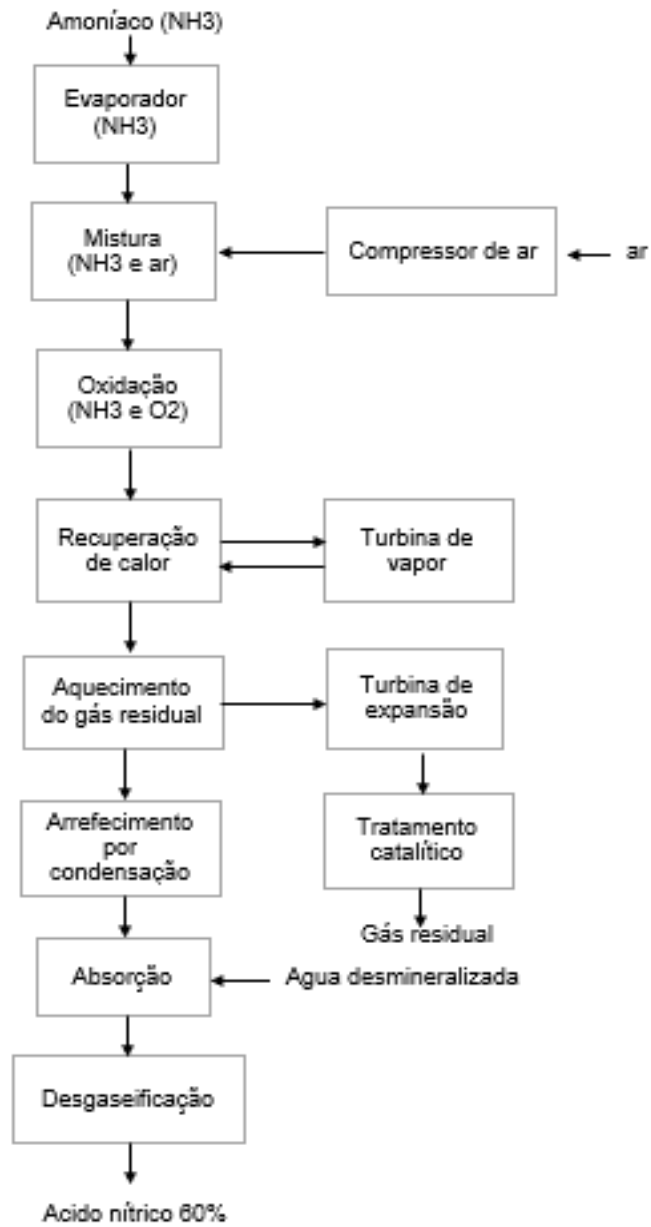 Amoníaco (NH3)
Evaporador
(NH3)
Mistura
(NH3 e ar)
Compressor de ar
ar
Oxidação
(NH3 e O2)
Recuperação
de calor
Turbina de
vapor
Aquecimento
do gás residual
Turbina de
expansão
Arrefecimento
por
condensação
Tratamento
catalítico
Gás residual
Absorção
Agua desmineralizada
Desgaseificação
Acido nítrico 60%